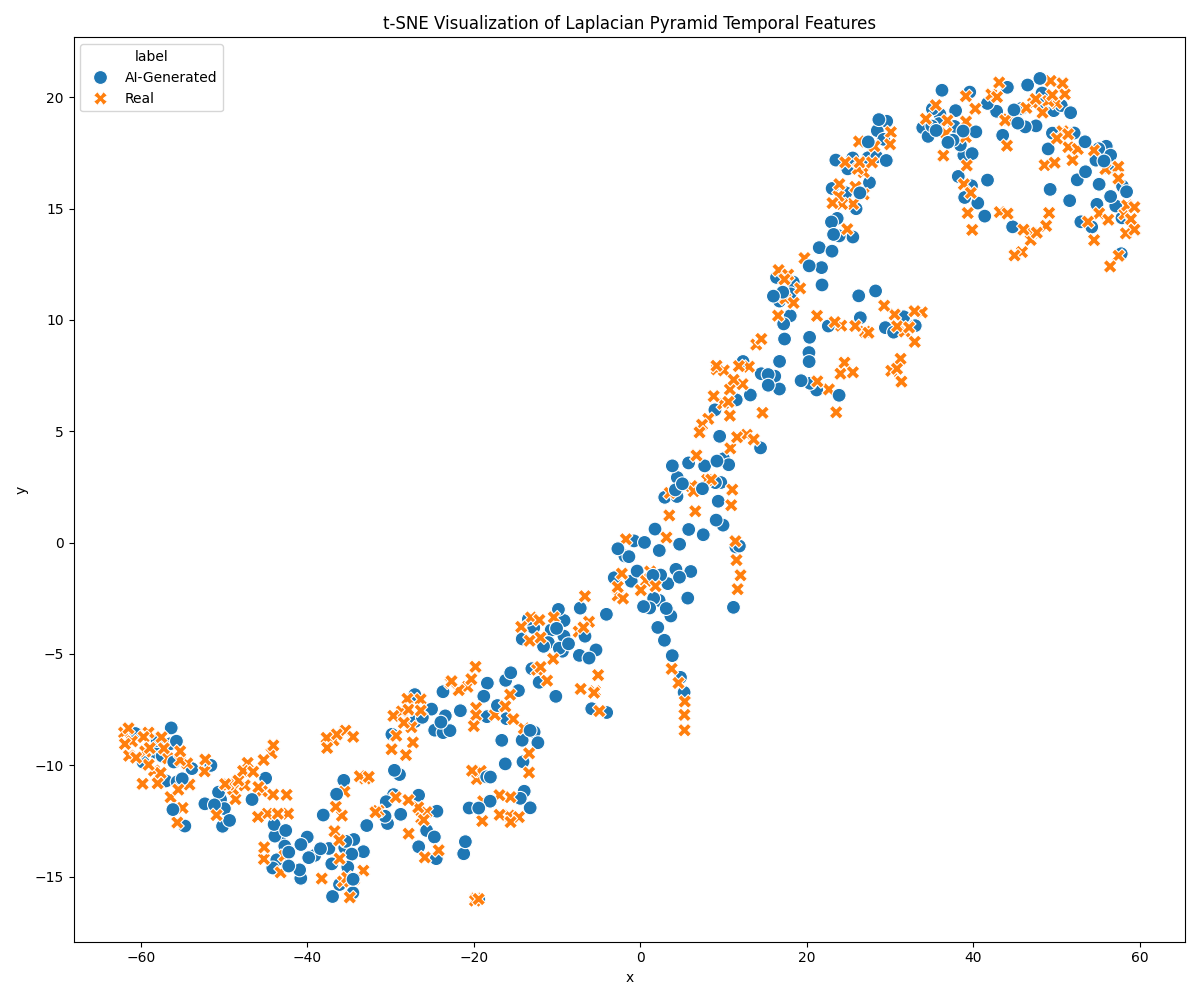 t-SNE Visualization of Laplacian Pyramid Temporal Features
label
AI-Generated
Real
20
15
10
5
0
−5
−10
−15
y
−60 −40 −20 0 20 40 60
x